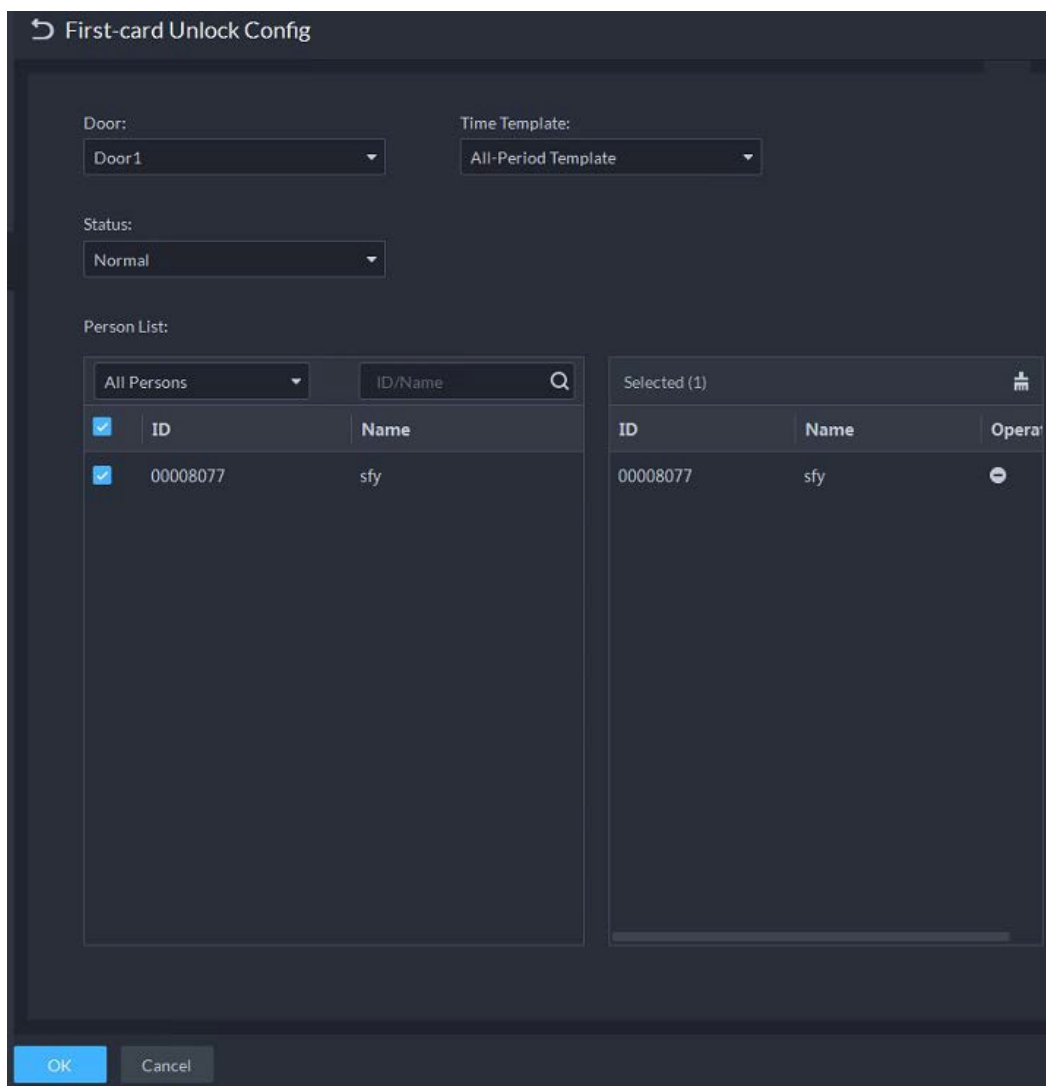 First-card Unlock Config
Door: Time Template:
Door1 All-Period Template
Status:
Normal
Person List:
All Persons ID/Name Selected (1)
ID Name ID Name Opera
00008077 sfy 00008077 sfy
OK Cancel